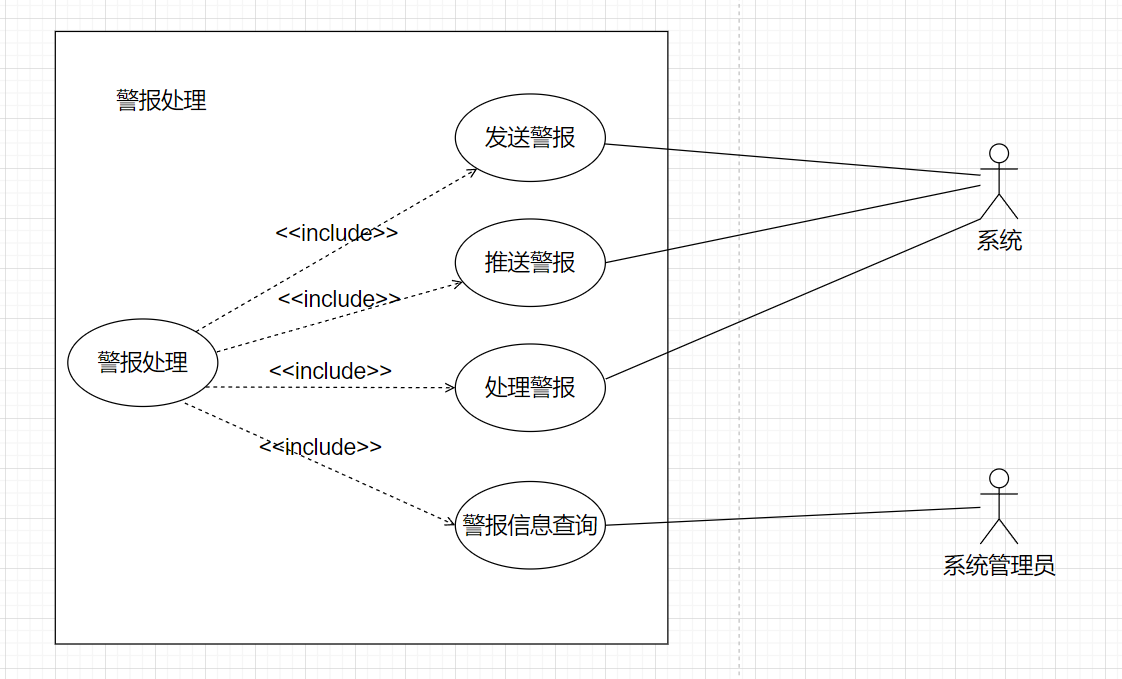 警报处理
发送警报
<<include>>
推送警报
系统
<<include>>
警报处理
<<include>>
处理警报
<<include>>
警报信息查询
系统管理员